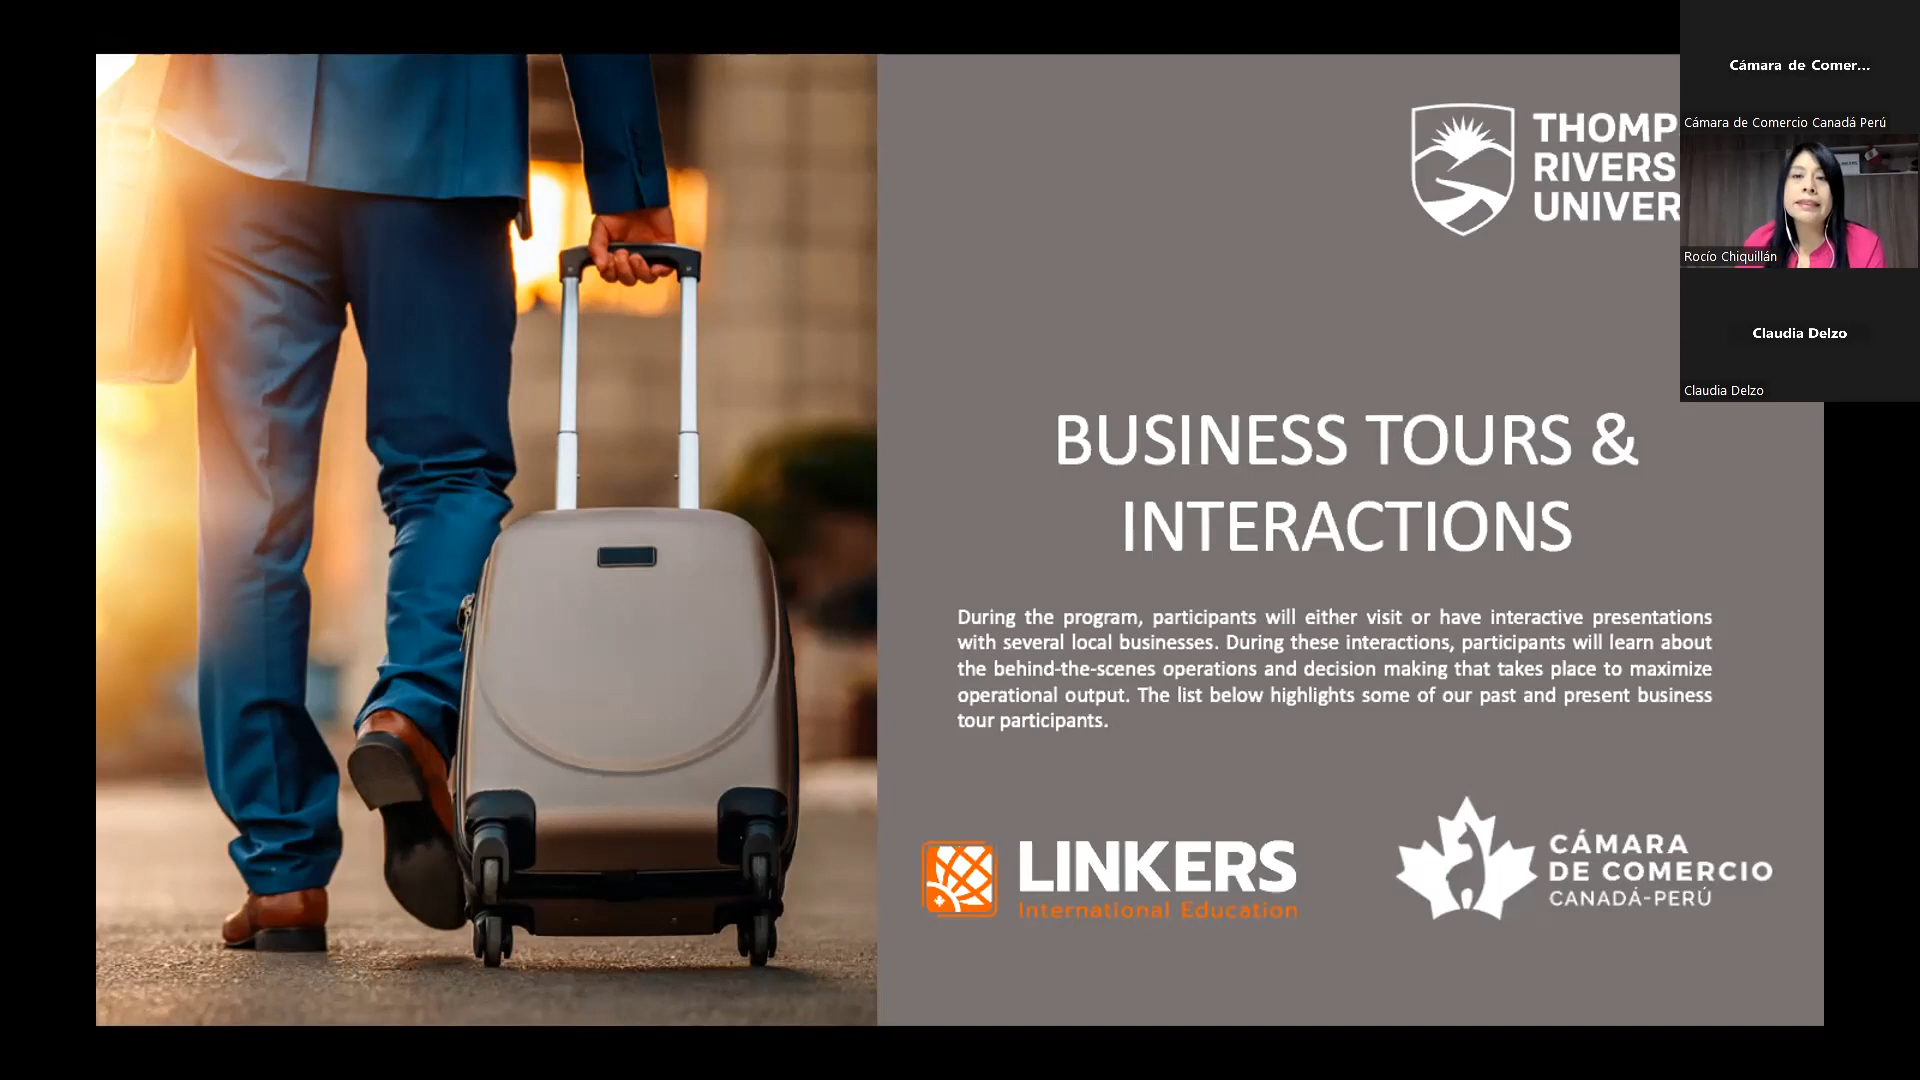 THOMP
RIVERS
UNIVER
Cámara de Comer...
Cámara de Comercio Canadá Perú
Rocío Chiquillán
Claudia Delzo
Claudia Delzo
BUSINESS TOURS &
INTERACTIONS
During the program, participants will either visit or have interactive presentations
with several local businesses. During these interactions, participants will learn about
the behind-the-scenes operations and decision making that takes place to maximize
operational output. The list below highlights some of our past and present business
tour participants.
LINKERS
International Education
CÁMARA
DE COMERCIO
CANADÁ-PERÚ